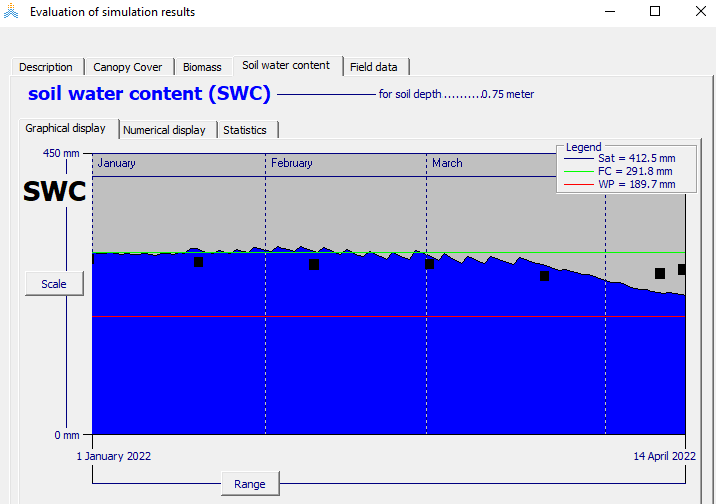 Evaluation of simulation results
Description Canopy Cover Biomass Soil water content Field data
soil water content (SWC) for soil depth ..........0.75 meter
Graphical display Numerical display Statistics
450 mm
January February March
Legend
Sat = 412.5 mm
FC = 291.8 mm
WP = 189.7 mm
SWC
Scale
0 mm
1 January 2022 14 April 2022
Range